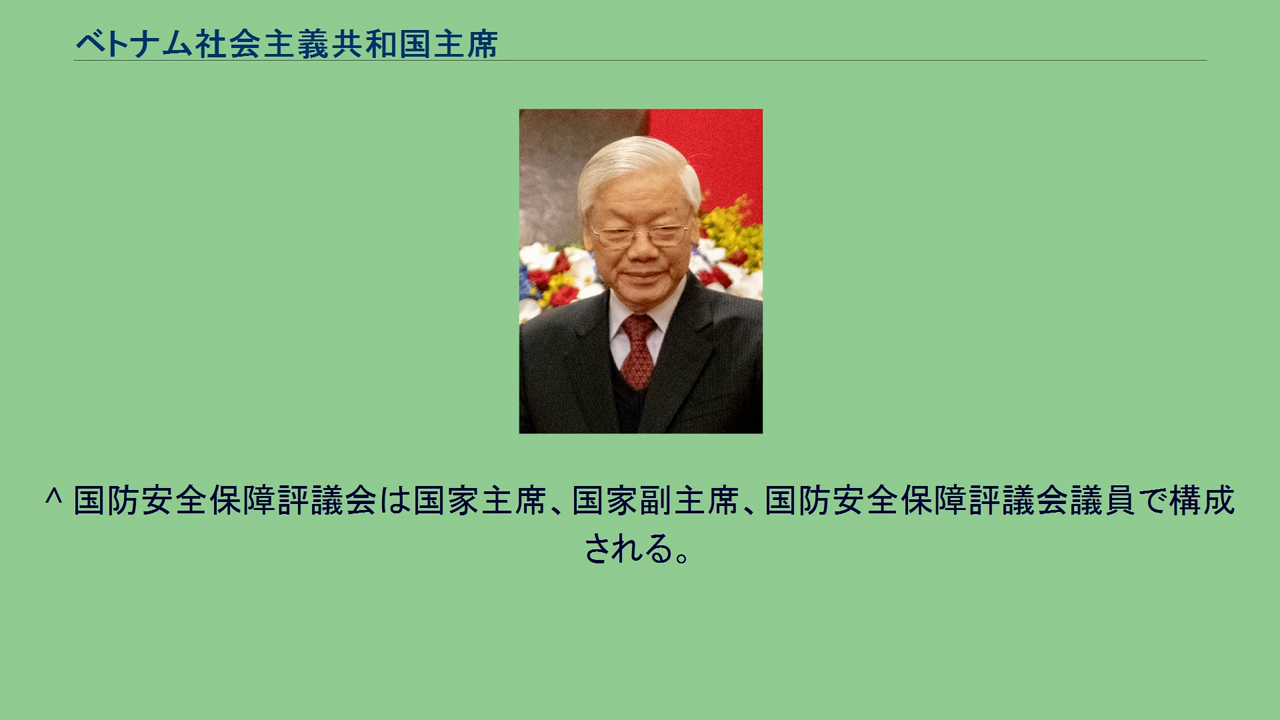 ベトナム社会主義共和国主席
^ 国防安全保障評議会は国家主席、国家副主席、国防安全保障評議会議員で構成
される。